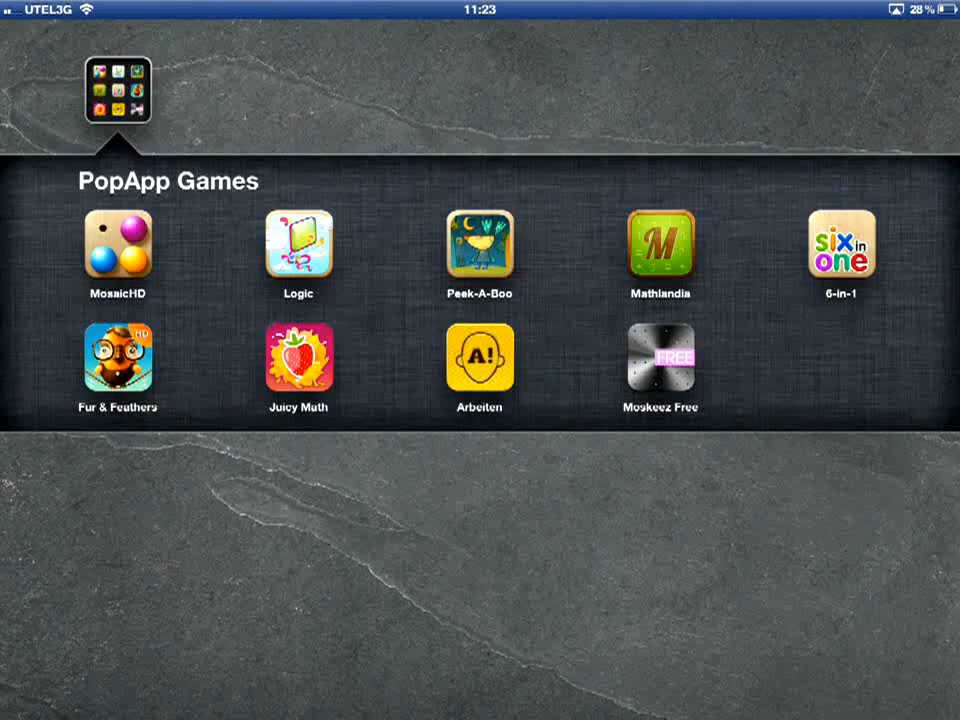 UTEL3G 11:23 28%
PopApp Games
M six in one
MosaicHD Logic Peek-A-Boo Mathlandia 6-in-1
HD A! FREE
Fur & Feathers Juicy Math Arbeiten Moskeez Free